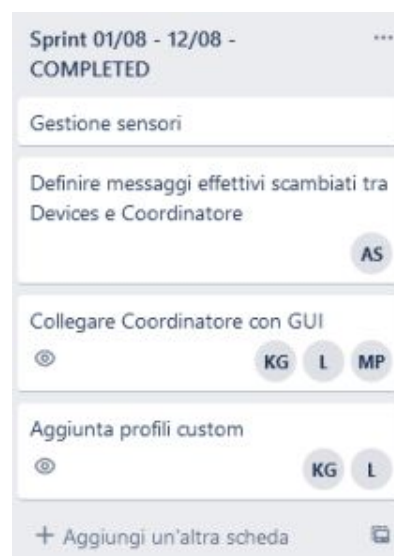 Sprint 01/08 - 12/08 -
COMPLETED
Gestione sensori
Definire messaggi effettivi scambiati tra
Devices e Coordinatore
AS
Collegare Coordinatore con GUI
KG L MP
Aggiunta profili custom
KG L
+ Aggiungi un'altra scheda